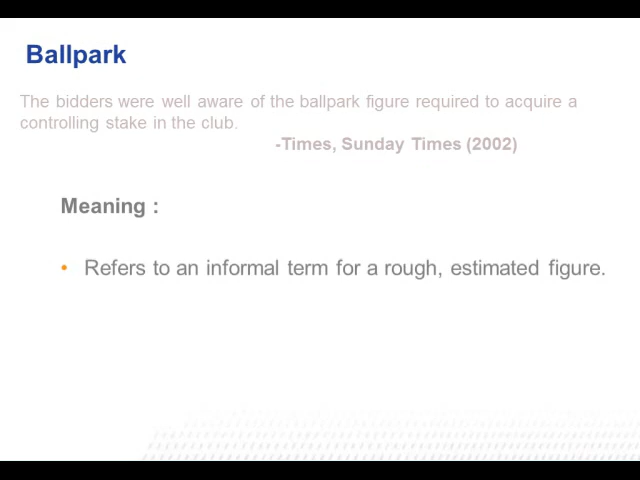 Ballpark
The bidders were well aware of the ballpark figure required to acquire a
controlling stake in the club.
-Times, Sunday Times (2002)
Meaning :
• Refers to an informal term for a rough, estimated figure.